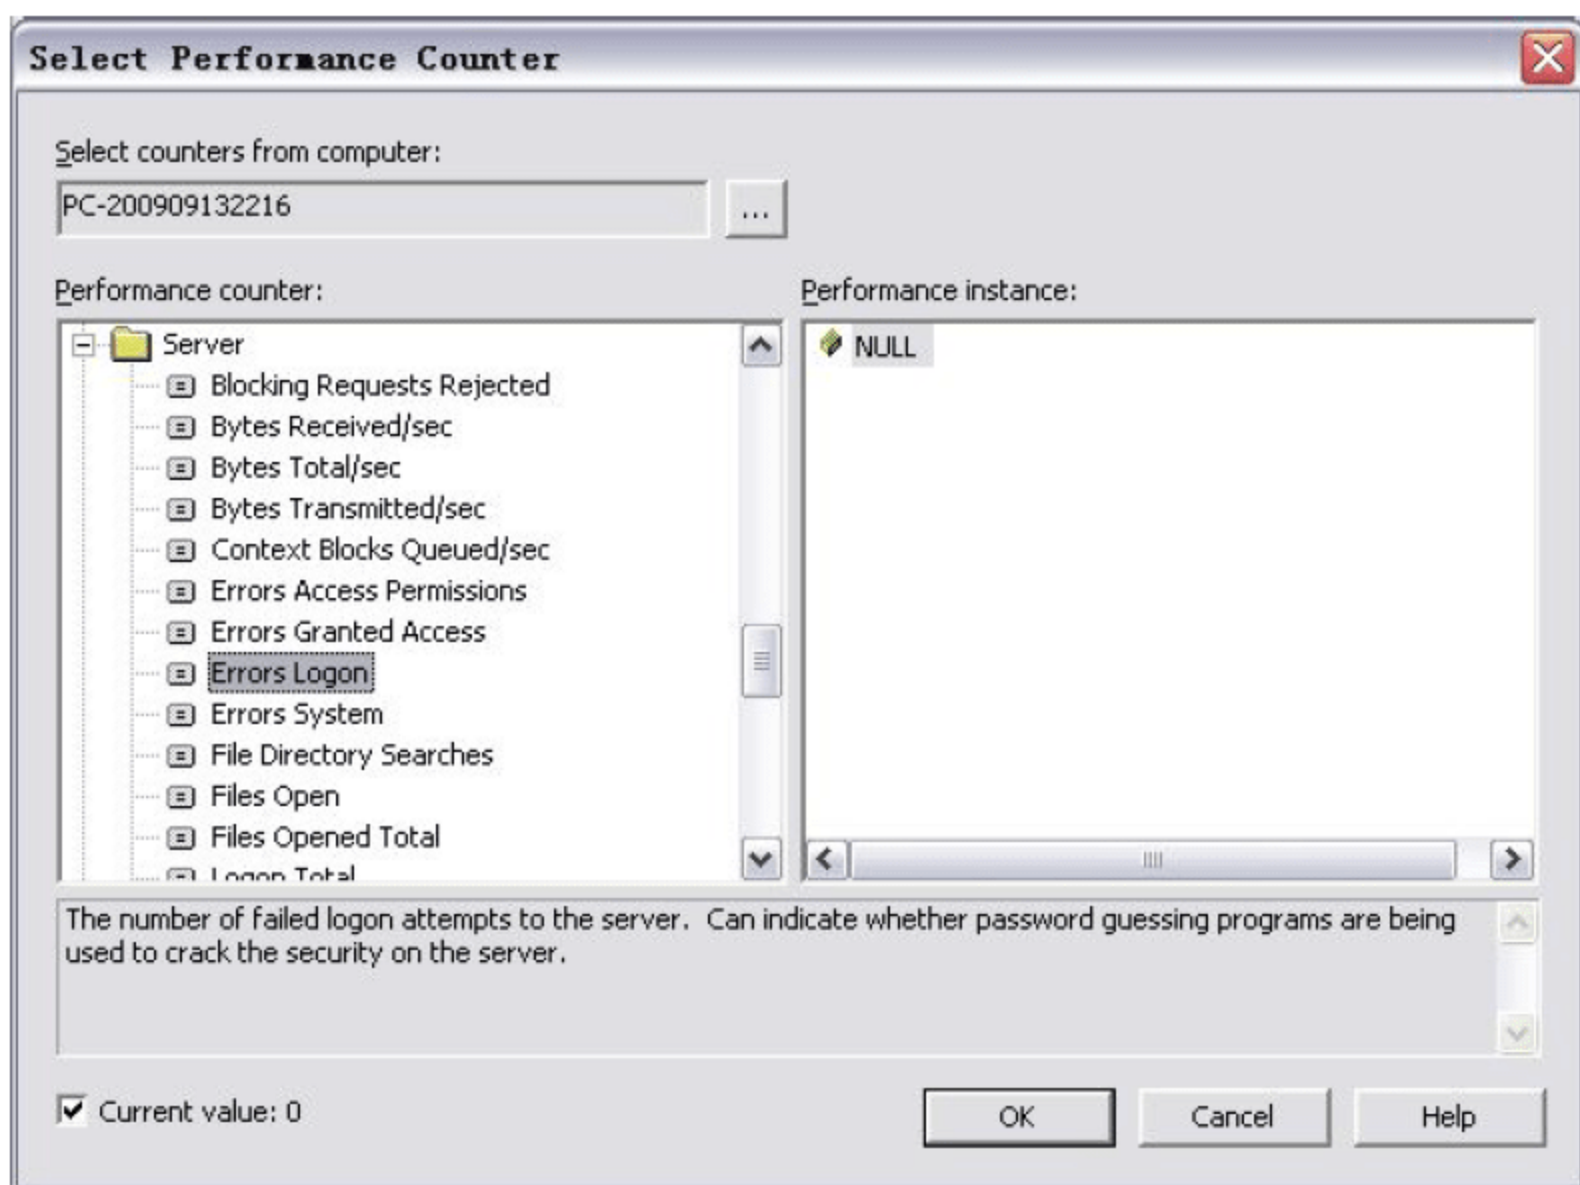 Select Performance Counter
Select counters from computer:
PC-200909132216
...
Performance counter:
Performance instance:
Server
Blocking Requests Rejected
Bytes Received/sec
Bytes Total/sec
Bytes Transmitted/sec
Context Blocks Queued/sec
Errors Access Permissions
Errors Granted Access
Errors Logon
Errors System
File Directory Searches
Files Open
Files Opened Total
Logon Total
NULL
The number of failed logon attempts to the server.  Can indicate whether password guessing programs are being
used to crack the security on the server.
Current value: 0
OK
Cancel
Help